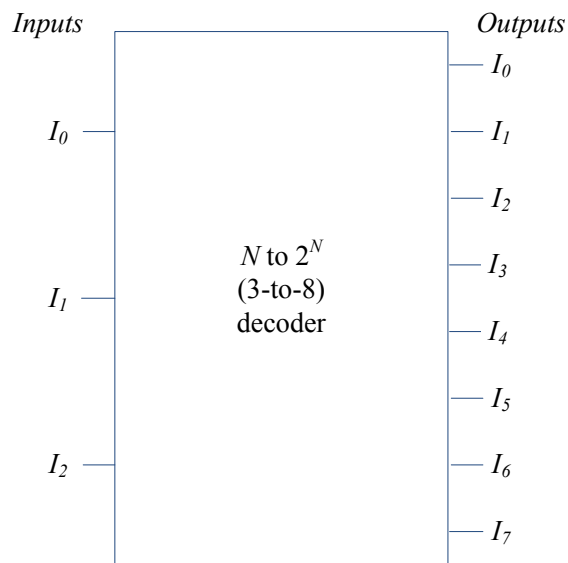 Inputs
Outputs
I₀
I₀
I₁
I₂
N to 2ᴺ
(3-to-8)
decoder
I₃
I₁
I₄
I₅
I₂
I₆
I₇